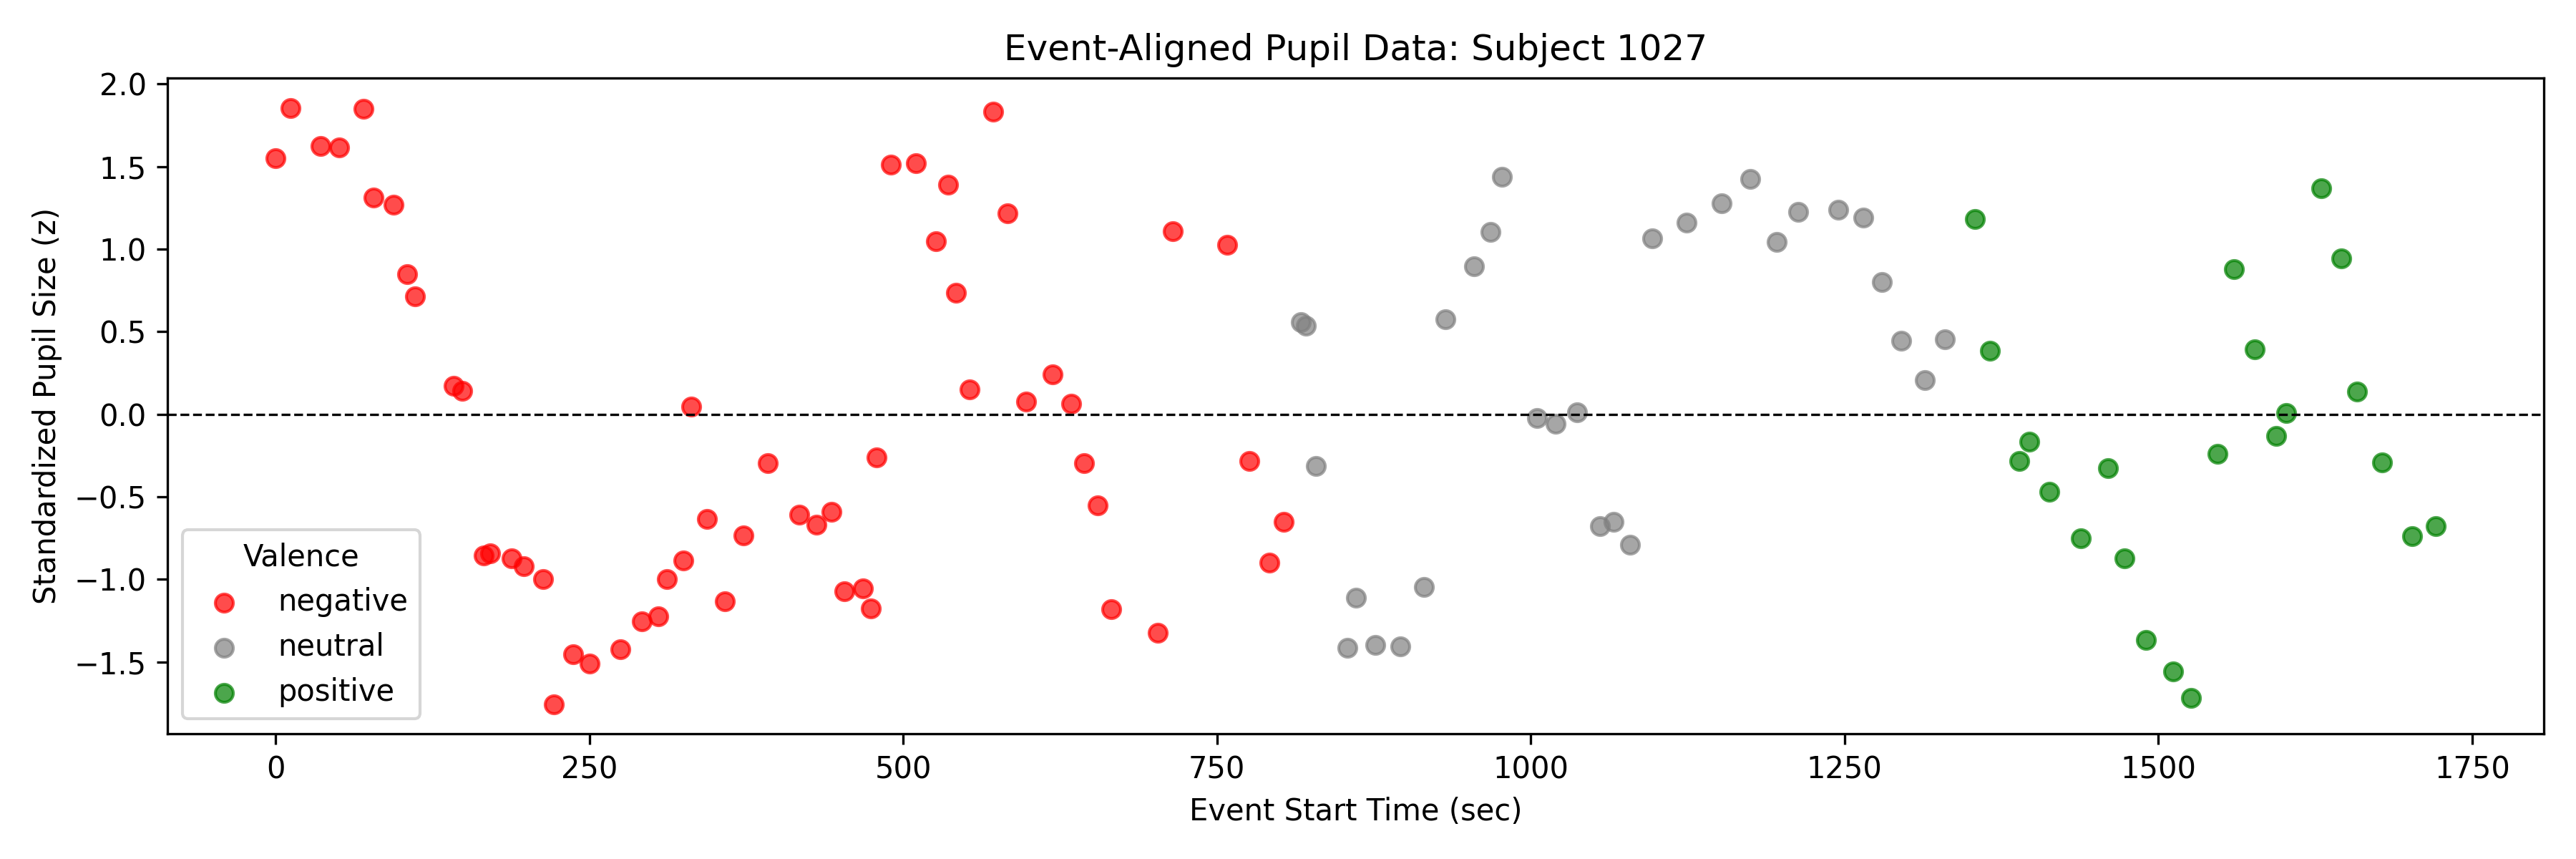 Event-Aligned Pupil Data: Subject 1027
Standardized Pupil Size (z)
2.0
1.5
1.0
0.5
0.0
−0.5
−1.0
−1.5
Valence
negative
neutral
positive
0 250 500 750 1000 1250 1500 1750
Event Start Time (sec)